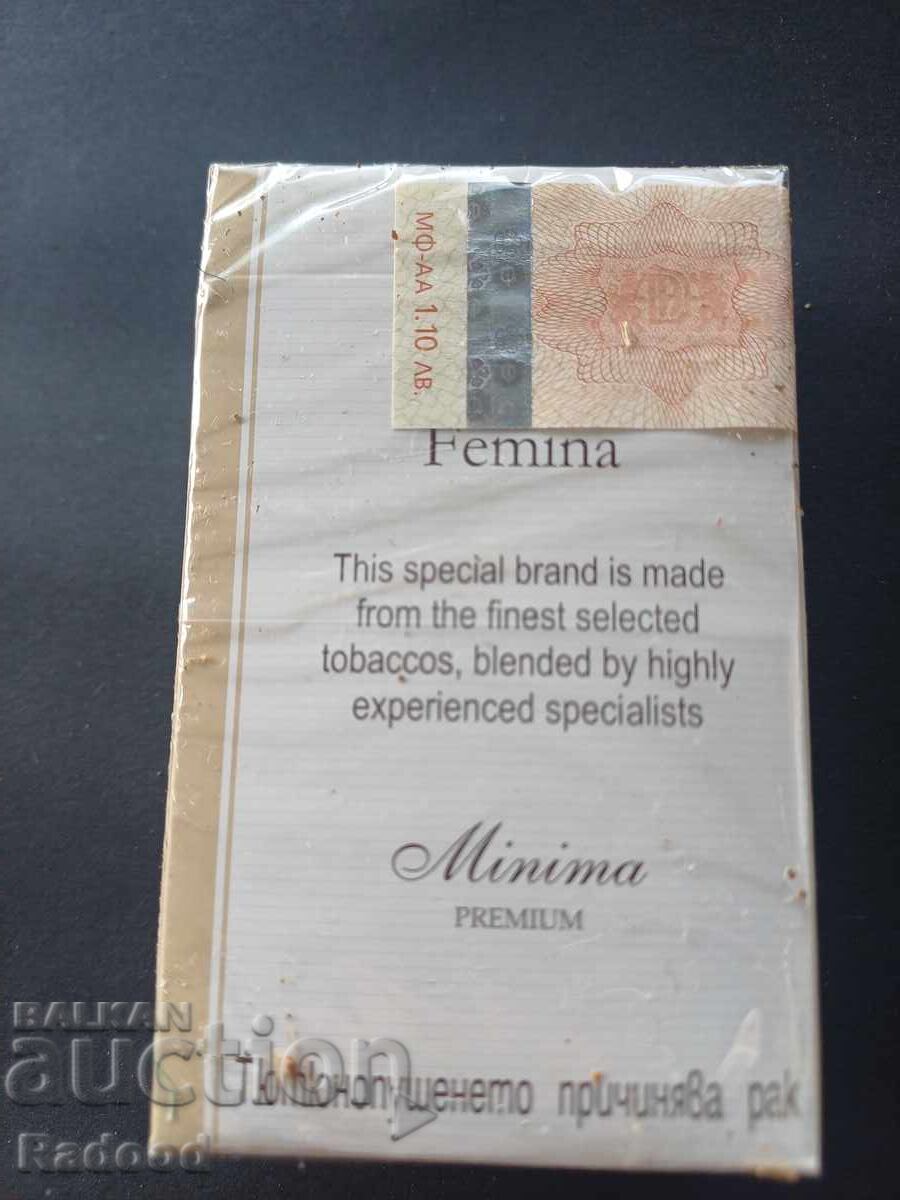 МФ-АА 1.10 ЛВ.
Femina
This special brand is made
from the finest selected
tobaccos, blended by highly
experienced specialists
Minima
PREMIUM
Тютюнопушенето причинява рак
BALKAN
auction
Radood